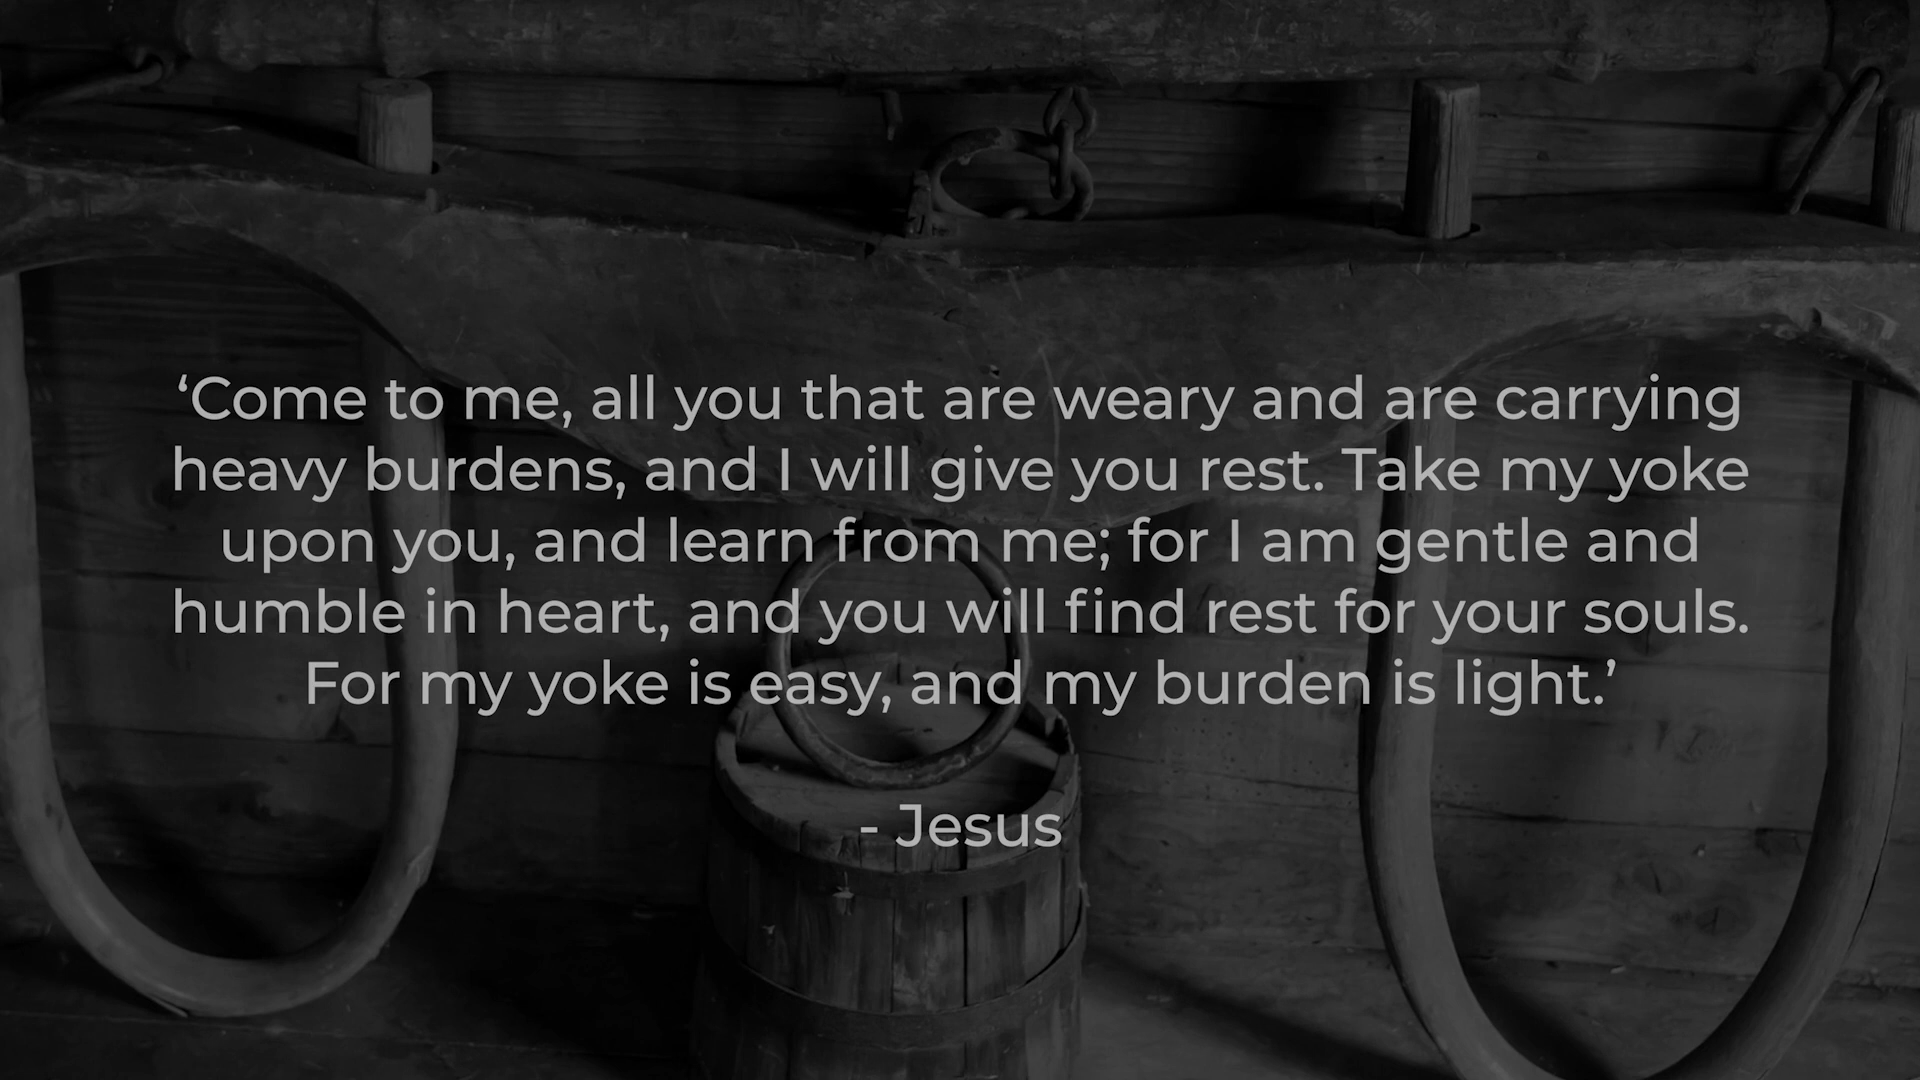 ‘Come to me, all you that are weary and are carrying
heavy burdens, and I will give you rest. Take my yoke
upon you, and learn from me; for I am gentle and
humble in heart, and you will find rest for your souls.
For my yoke is easy, and my burden is light.’
- Jesus